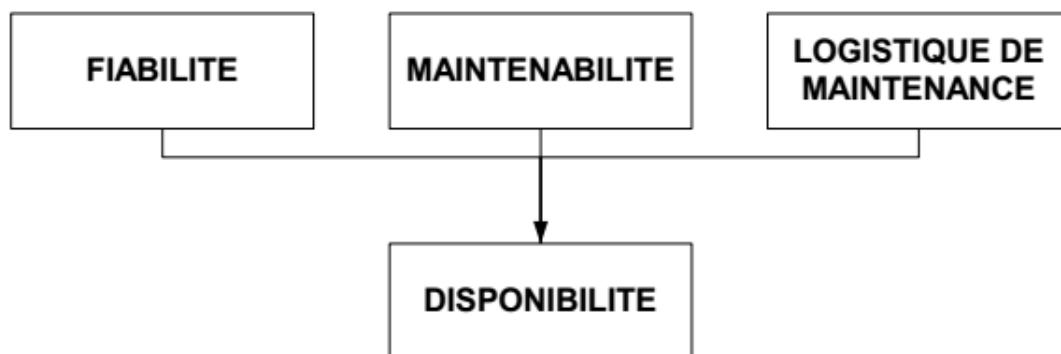 FIABILITE
MAINTENABILITE
LOGISTIQUE DE
MAINTENANCE
DISPONIBILITE